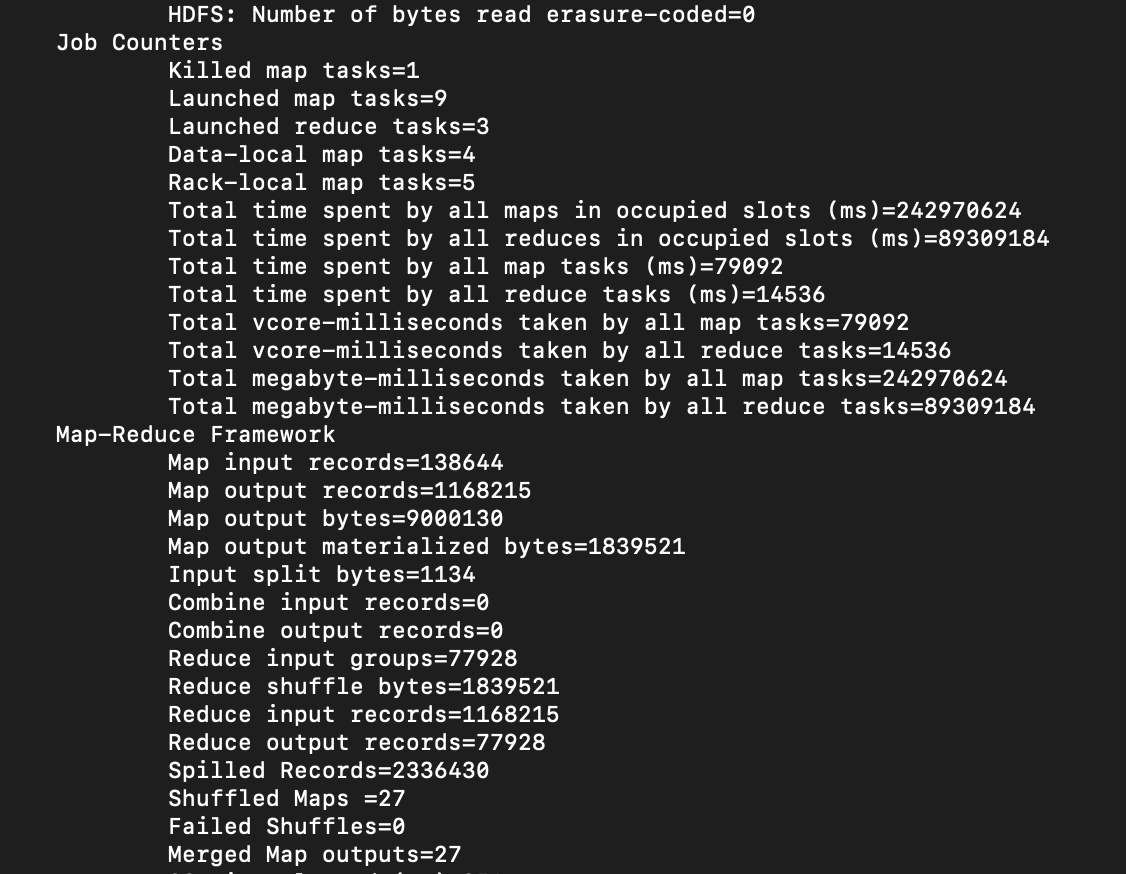 HDFS: Number of bytes read erasure-coded=0
Job Counters
Killed map tasks=1
Launched map tasks=9
Launched reduce tasks=3
Data-local map tasks=4
Rack-local map tasks=5
Total time spent by all maps in occupied slots (ms)=242970624
Total time spent by all reduces in occupied slots (ms)=89309184
Total time spent by all map tasks (ms)=79092
Total time spent by all reduce tasks (ms)=14536
Total vcore-milliseconds taken by all map tasks=79092
Total vcore-milliseconds taken by all reduce tasks=14536
Total megabyte-milliseconds taken by all map tasks=242970624
Total megabyte-milliseconds taken by all reduce tasks=89309184
Map-Reduce Framework
Map input records=138644
Map output records=1168215
Map output bytes=9000130
Map output materialized bytes=1839521
Input split bytes=1134
Combine input records=0
Combine output records=0
Reduce input groups=77928
Reduce shuffle bytes=1839521
Reduce input records=1168215
Reduce output records=77928
Spilled Records=2336430
Shuffled Maps =27
Failed Shuffles=0
Merged Map outputs=27